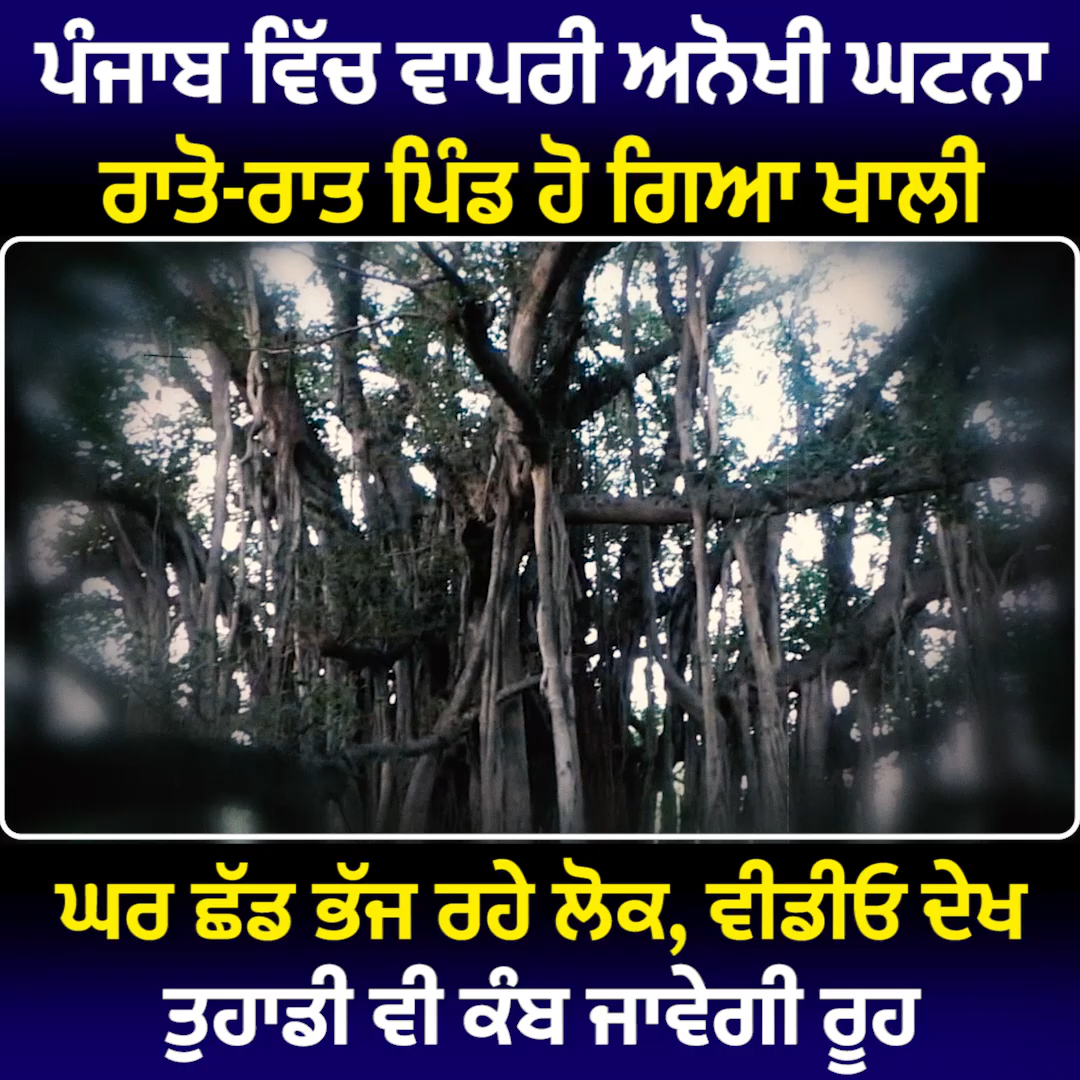 ਪੰਜਾਬ ਵਿੱਚ ਵਾਪਰੀ ਅਨੋਖੀ ਘਟਨਾ
ਰਾਤੋ-ਰਾਤ ਪਿੰਡ ਹੋ ਗਿਆ ਖਾਲੀ
ਘਰ ਛੱਡ ਭੱਜ ਰਹੇ ਲੋਕ, ਵੀਡੀਓ ਦੇਖ
ਤੁਹਾਡੀ ਵੀ ਕੰਬ ਜਾਵੇਗੀ ਰੂਹ